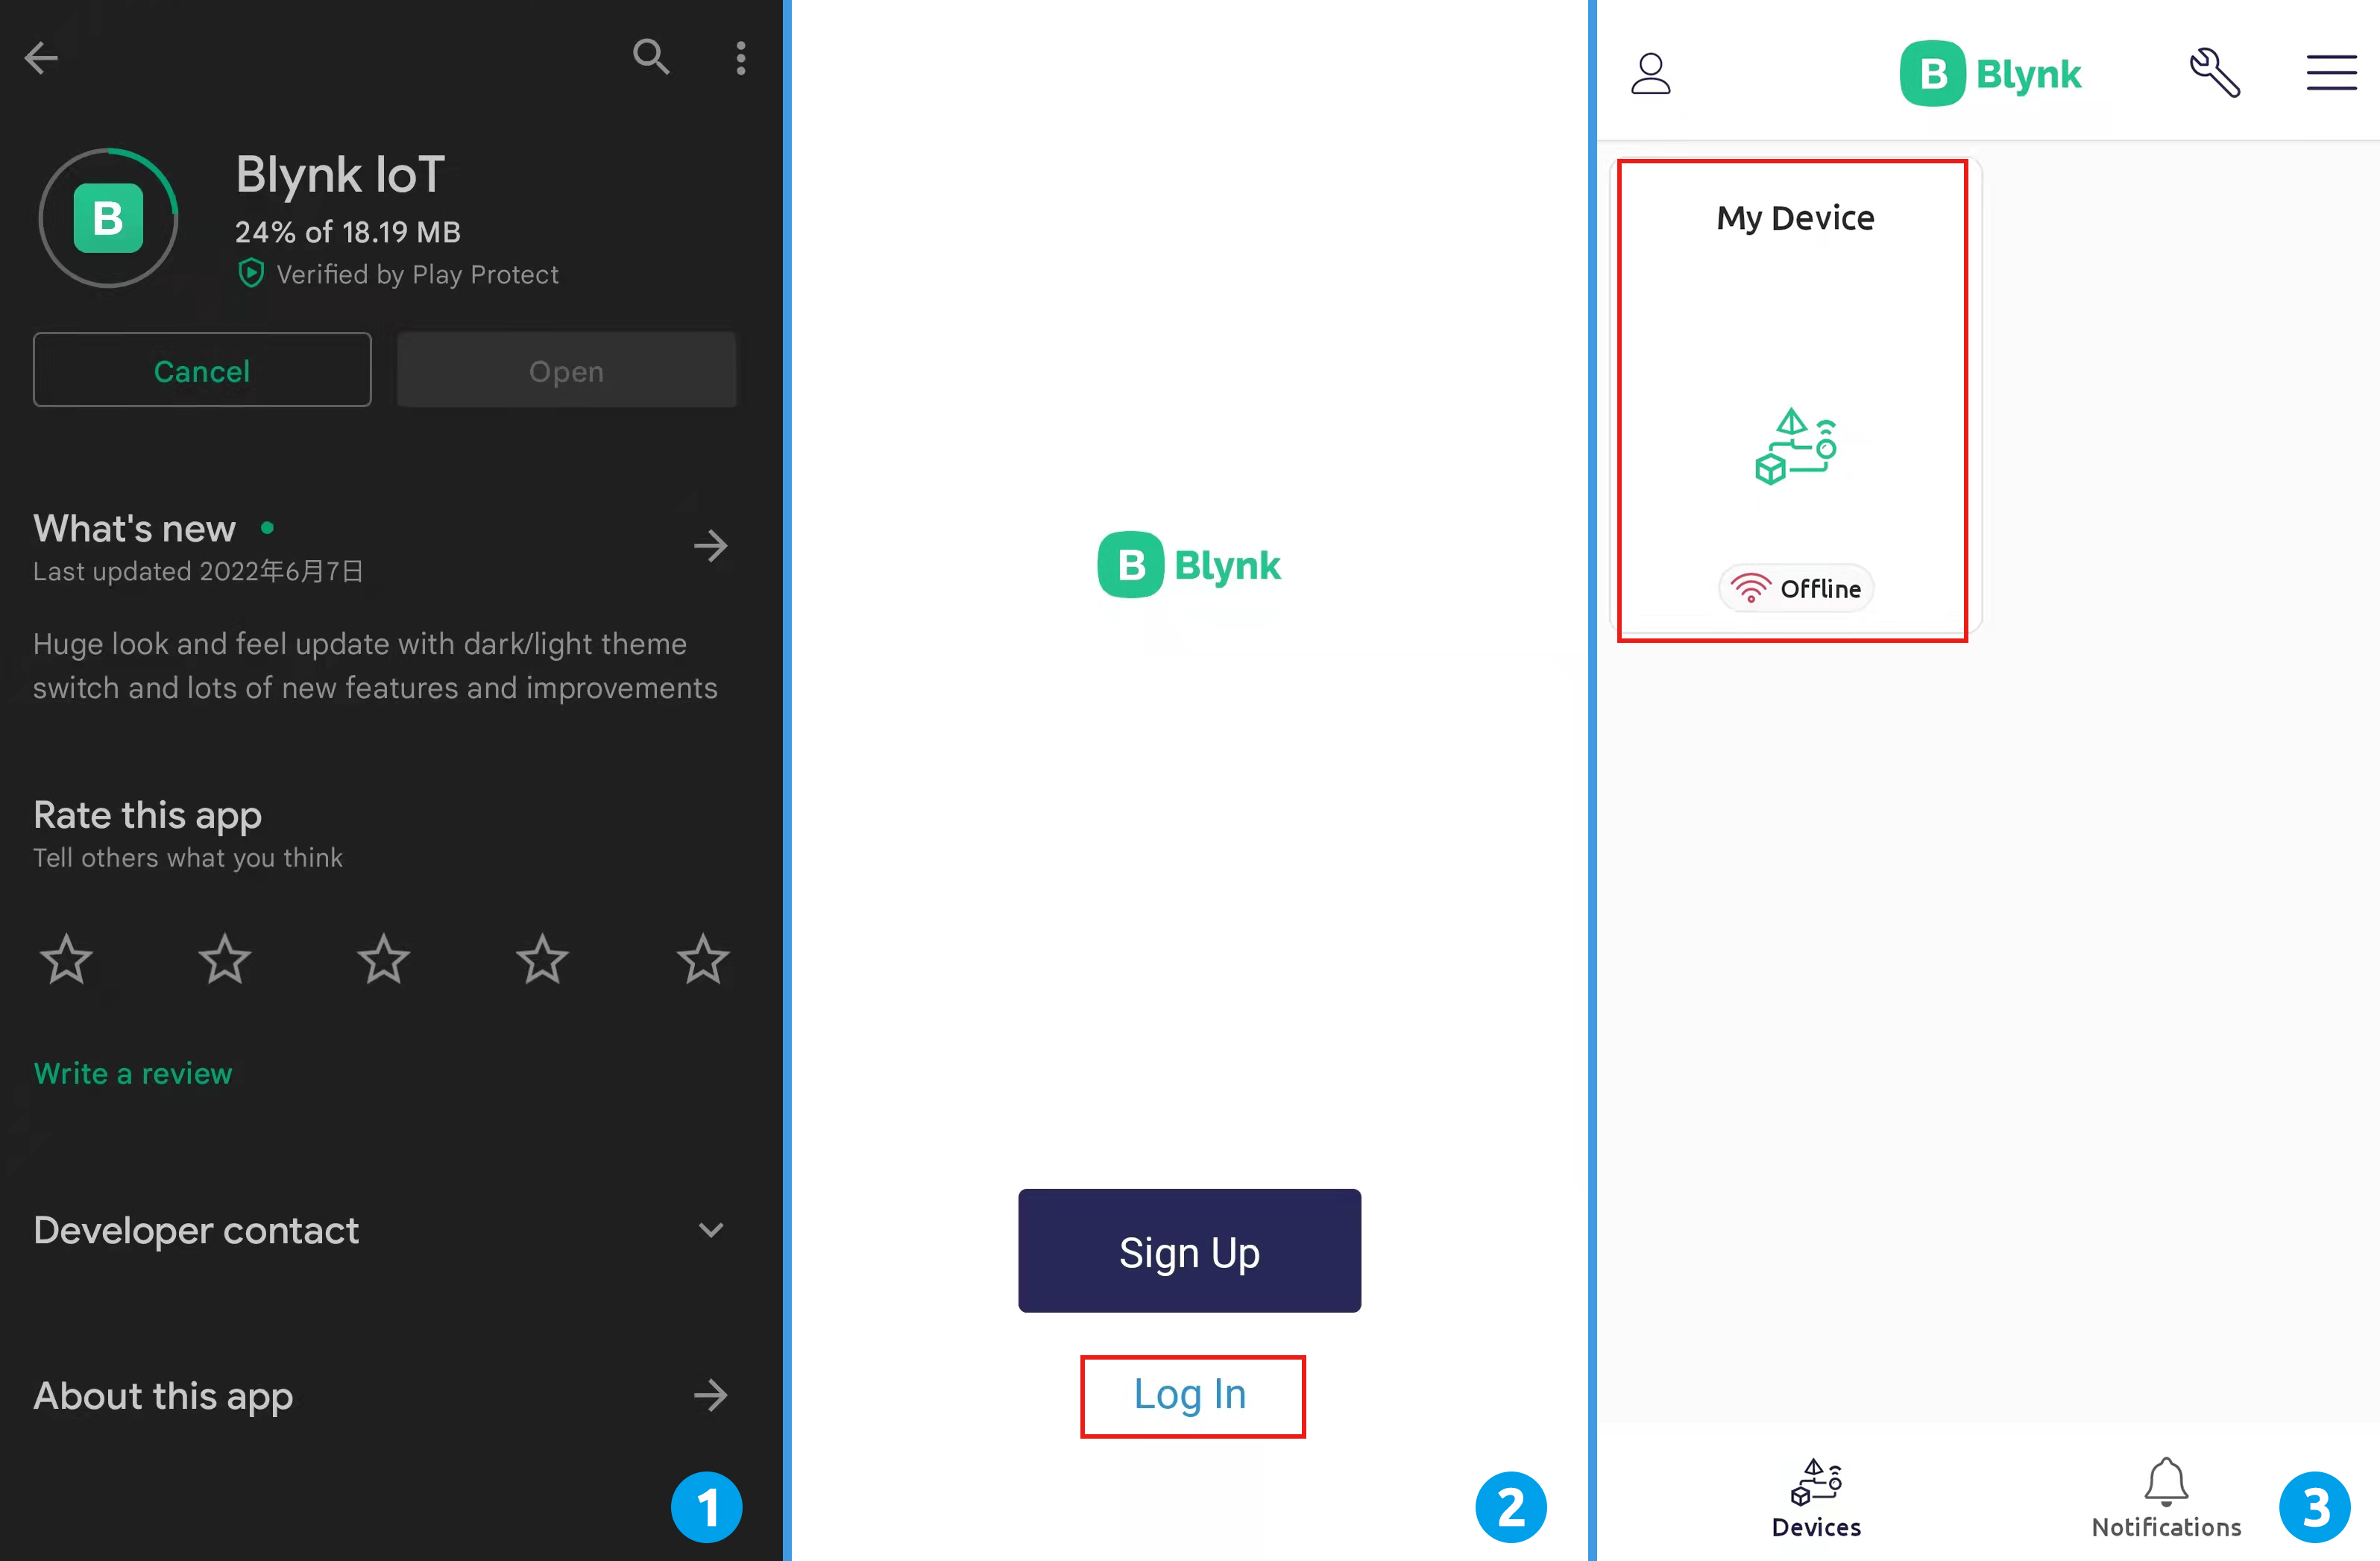 B
Blynk IoT
24% of 18.19 MB
Verified by Play Protect
Cancel
Open
What's new
Last updated 2022年6月7日
Huge look and feel update with dark/light theme
switch and lots of new features and improvements
Rate this app
Tell others what you think
Write a review
Developer contact
About this app
1
B Blynk
Sign Up
Log In
2
B Blynk
My Device
Offline
Devices
Notifications
3